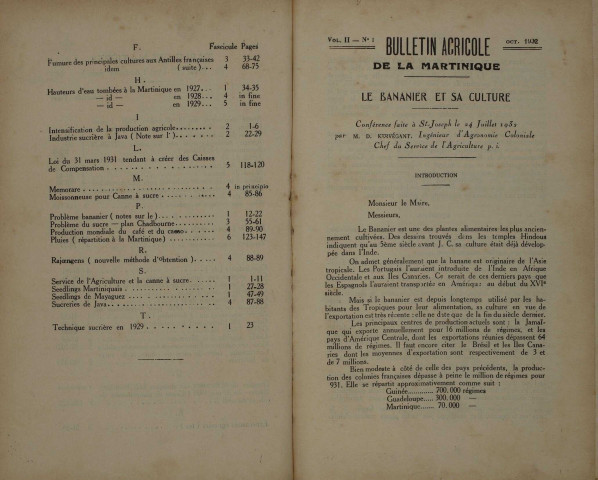 F. Fascicule Pages
Fumure des principales cultures aux Antilles françaises 3 33-42
idem (suite)... 4 68-75
H.
Hauteurs d'eau tombées à la Martinique en 1927... 1 34-35
— id — en 1928... 4 in fine
— id — en 1929... 5 in fine
I
Intensification de la production agricole........ 2 1-6
Industrie sucrière à Java (Note sur l')........ 2 22-29
L.
Loi du 31 mars 1931 tendant à créer des Caisses
de Compensation........ 5 118-120
M.
Memorare........ 4 in principio
Moissonneuse pour Canne à sucre........ 4 85-86
P.
Problème bananier (notes sur le)........ 1 12-22
Problème du sucre — plan Chadbourne........ 3 55-61
Production mondiale du café et du cacao........ 4 89-90
Pluies (répartition à la Martinique)........ 6 123-147
R.
Rajeagens (nouvelle méthodes d'obtention)... 4 88-89
S.
Service de l'Agriculture et la canne à sucre..... 1 1-11
Seedlings Martiniquais........ 1 27-28
Seedlings de Mayaguez........ 1 47-49
Sucreries de Java........ 4 87-88
T.
Technique sucrière en 1929........ 1 23
VOL. II — N° 1 BULLETIN AGRICOLE OCT. 1932
DE LA MARTINIQUE
LE BANANIER ET SA CULTURE
Conférence faite à St-Joseph le 24 Juillet 1932
par M. D. KERVÉGANT, Ingénieur d'Agronomie Coloniale
Chef du Service de l'Agriculture p. i.
INTRODUCTION
Monsieur le Maire,
Messieurs,
Le Bananier est une des plantes alimentaires les plus ancien-
nement cultivées. Des dessins trouvés dans les temples Hindous
indiquent qu'au 5ème siècle avant J. C. sa culture était déjà dévelop-
pée dans l'Inde.
On admet généralement que la banane est originaire de l'Asie
tropicale. Les Portugais l'auraient introduite de l'Inde en Afrique
Occidentale et aux îles Canaries. Ce serait de ces derniers pays que
les Espagnols l'auraient transportée en Amérique au début du XVIe
siècle.
Mais si le bananier est depuis longtemps utilisé par les ha-
bitants des Tropiques pour leur alimentation, sa culture en vue de
l'exportation est très récente : elle ne date que de la fin du siècle dernier.
Les principaux centres de production actuels sont : la Jamaï-
que qui exporte annuellement pour 16 millions de régimes, et les
pays d'Amérique Centrale, dont les exportations réunies dépassent 64
millions de régimes. Il faut encore citer le Brésil et les îles Cana-
ries dont les moyennes d'exportation sont respectivement de 3 et
de 7 millions.
Bien modeste à côté de celle des pays précédents, la produc-
tion des colonies françaises dépasse à peine le million de régimes pour
931. Elle se répartit approximativement comme suit :
Guinée............ 700.000 régimes
Guadeloupe..... 300.000 —
Martinique...... 70.000 —